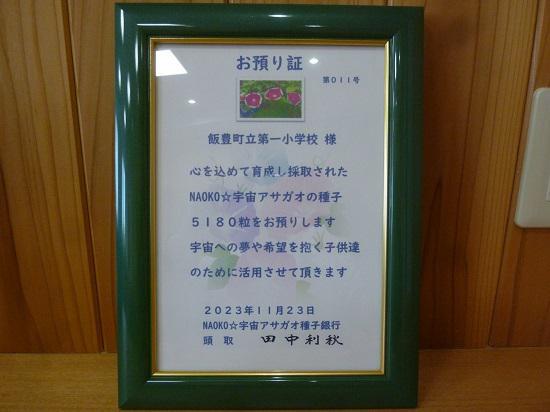 お預り証
第011号
飯豊町立第一小学校 様
心を込めて育成し採取された
NAOKO☆宇宙アサガオの種子
5180粒をお預りします
宇宙への夢や希望を抱く子供達
のために活用させて頂きます
2023年11月23日
NAOKO☆宇宙アサガオ種子銀行
頭 取 田中利秋